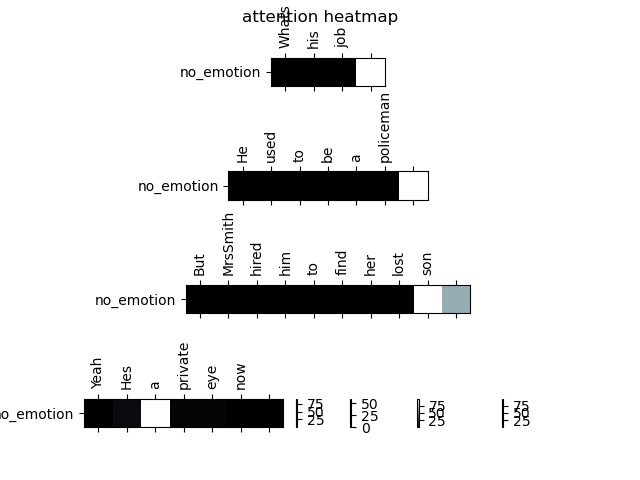 attention heatmap
What's his job
no_emotion
He used to be a policeman
no_emotion
But MrsSmith hired him to find her lost son
no_emotion
Yeah Hes a private eye now
no_emotion
75 50 75 75
50 25 50 50
25 0 25 25